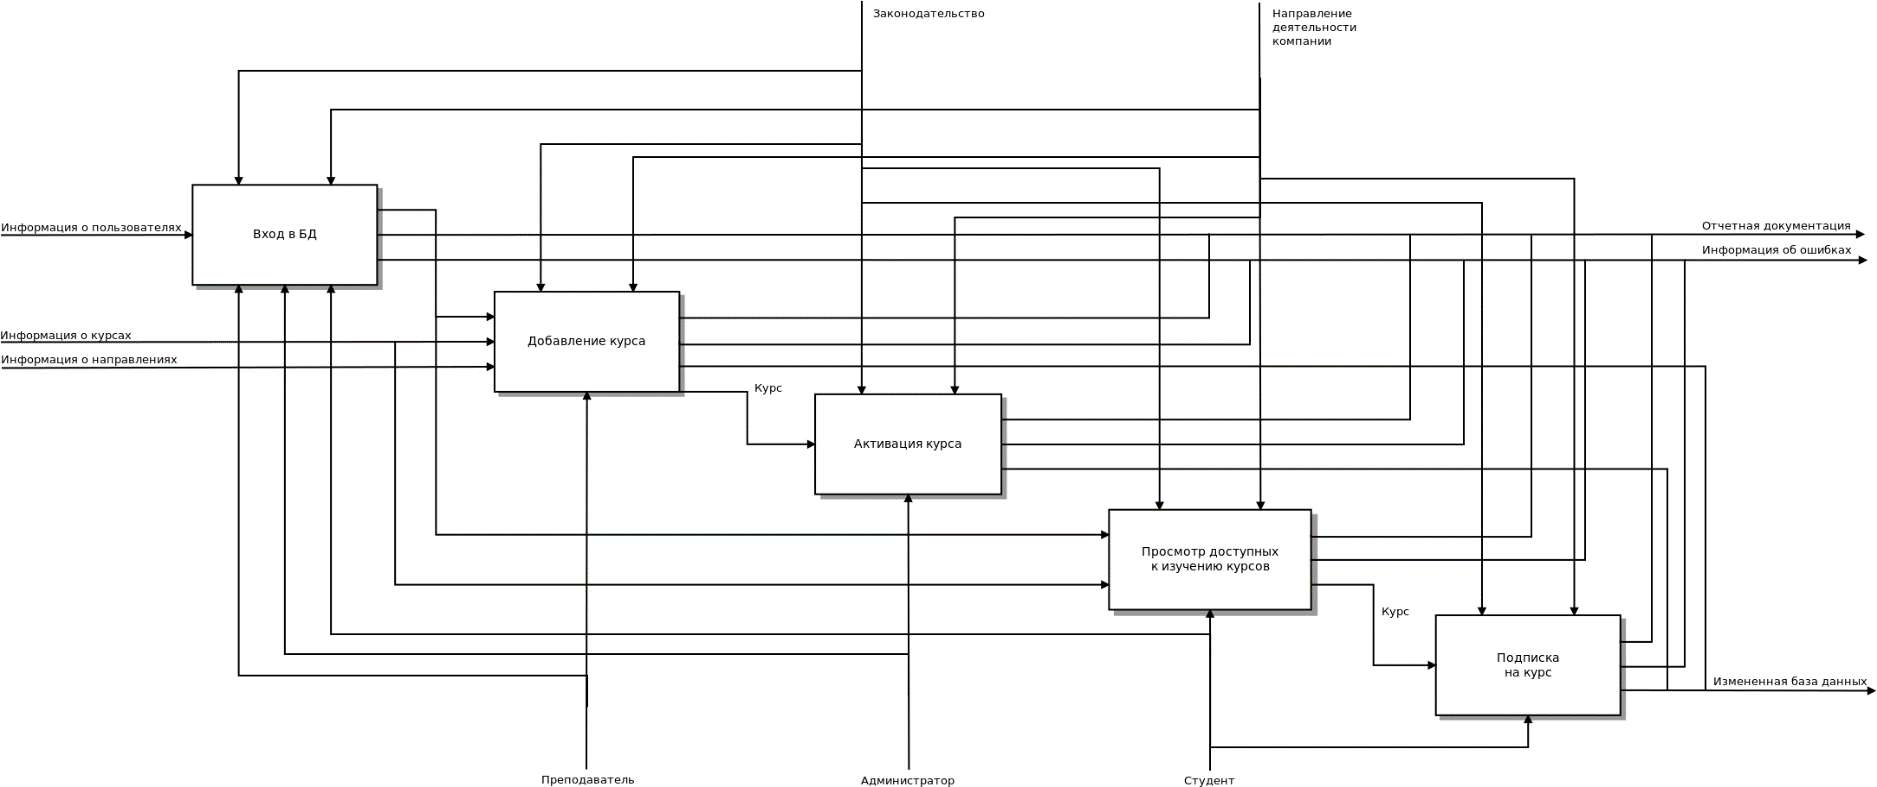 Законодательство
Направление
деятельности
компании
Информация о пользователях
Вход в БД
Отчетная документация
Информация об ошибках
Информация о курсах
Добавление курса
Информация о направлениях
Курс
Активация курса
Просмотр доступных
к изучению курсов
Курс
Подписка
на курс
Измененная база данных
Преподаватель
Администратор
Студент